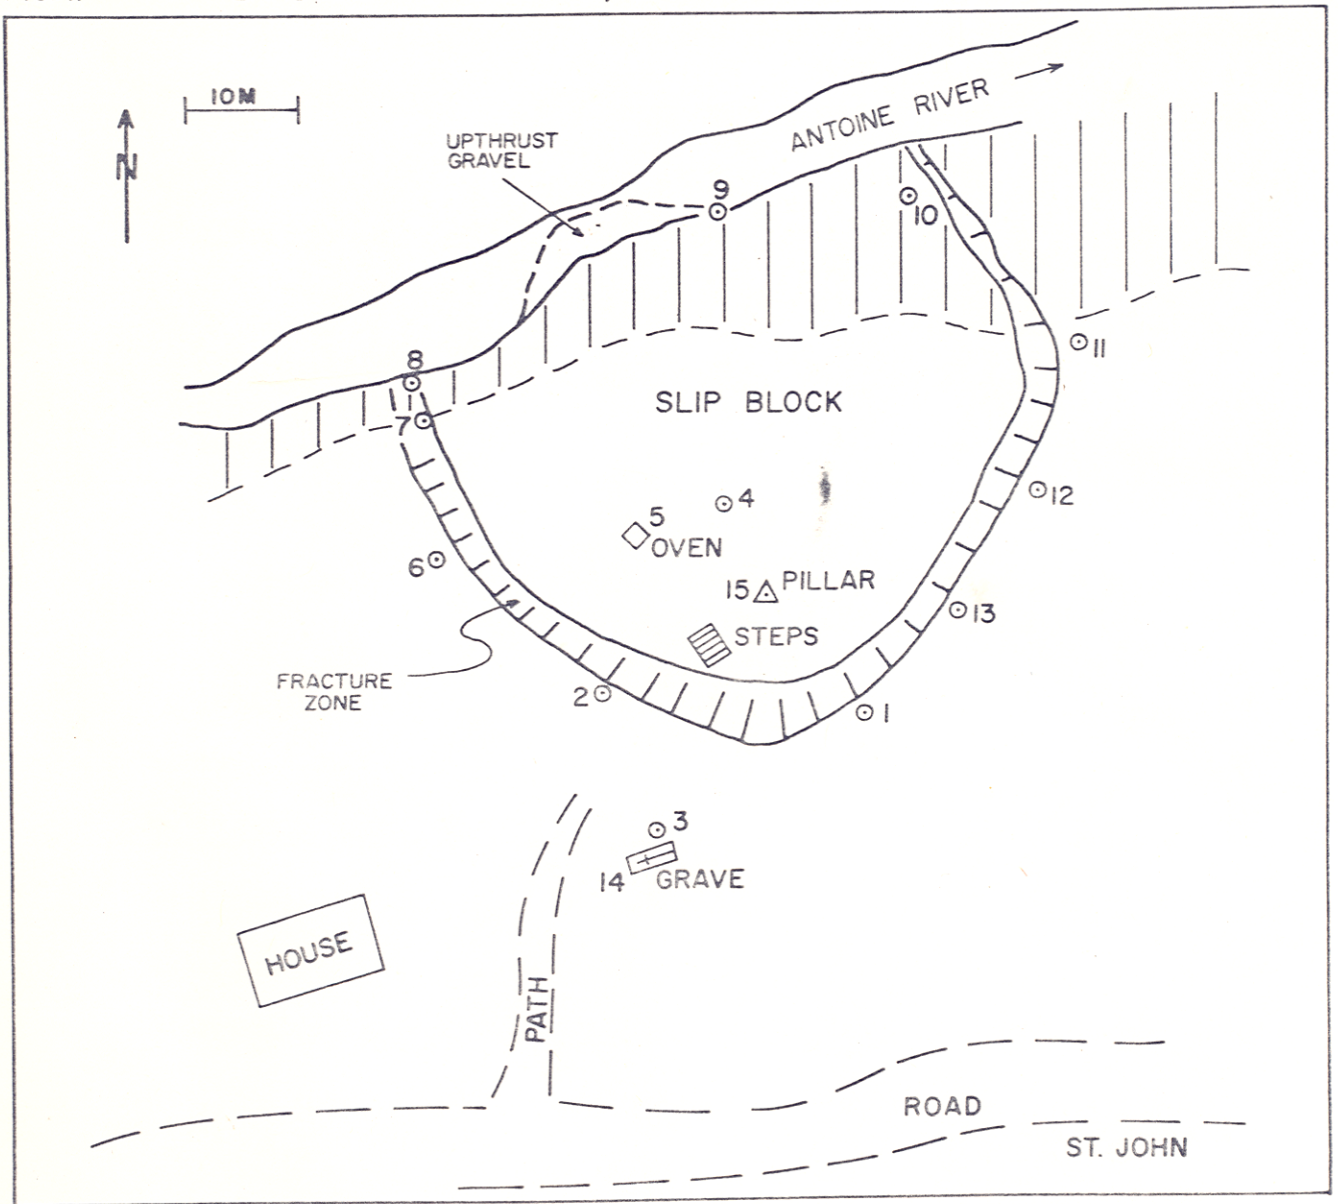 10M
N
UPTHRUST
GRAVEL
ANTOINE RIVER
9
10
8
11
7
SLIP BLOCK
4
5
OVEN
12
6
15 PILLAR
13
STEPS
FRACTURE
ZONE
2
1
3
14 GRAVE
HOUSE
PATH
ROAD
ST. JOHN